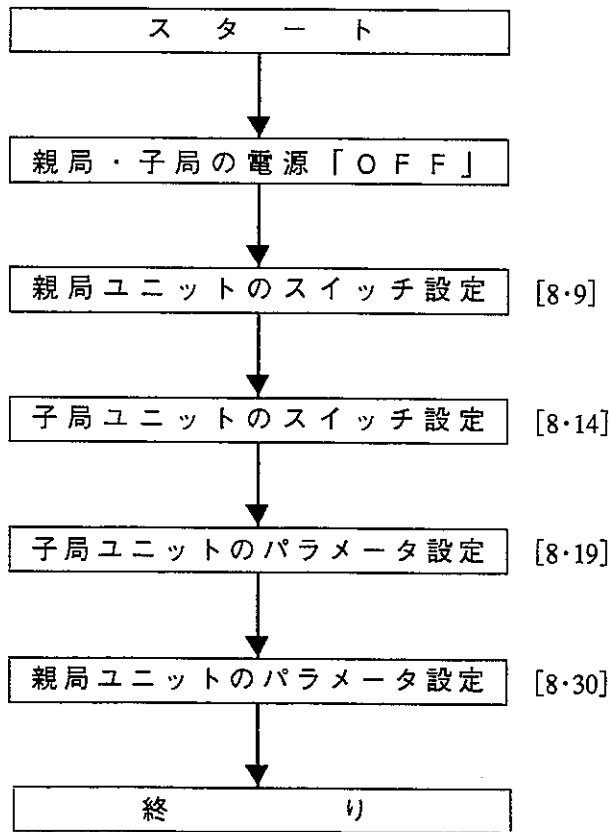 スタート
親局・子局の電源「OFF」
親局ユニットのスイッチ設定 [8・9]
子局ユニットのスイッチ設定 [8・14]
子局ユニットのパラメータ設定 [8・19]
親局ユニットのパラメータ設定 [8・30]
終り